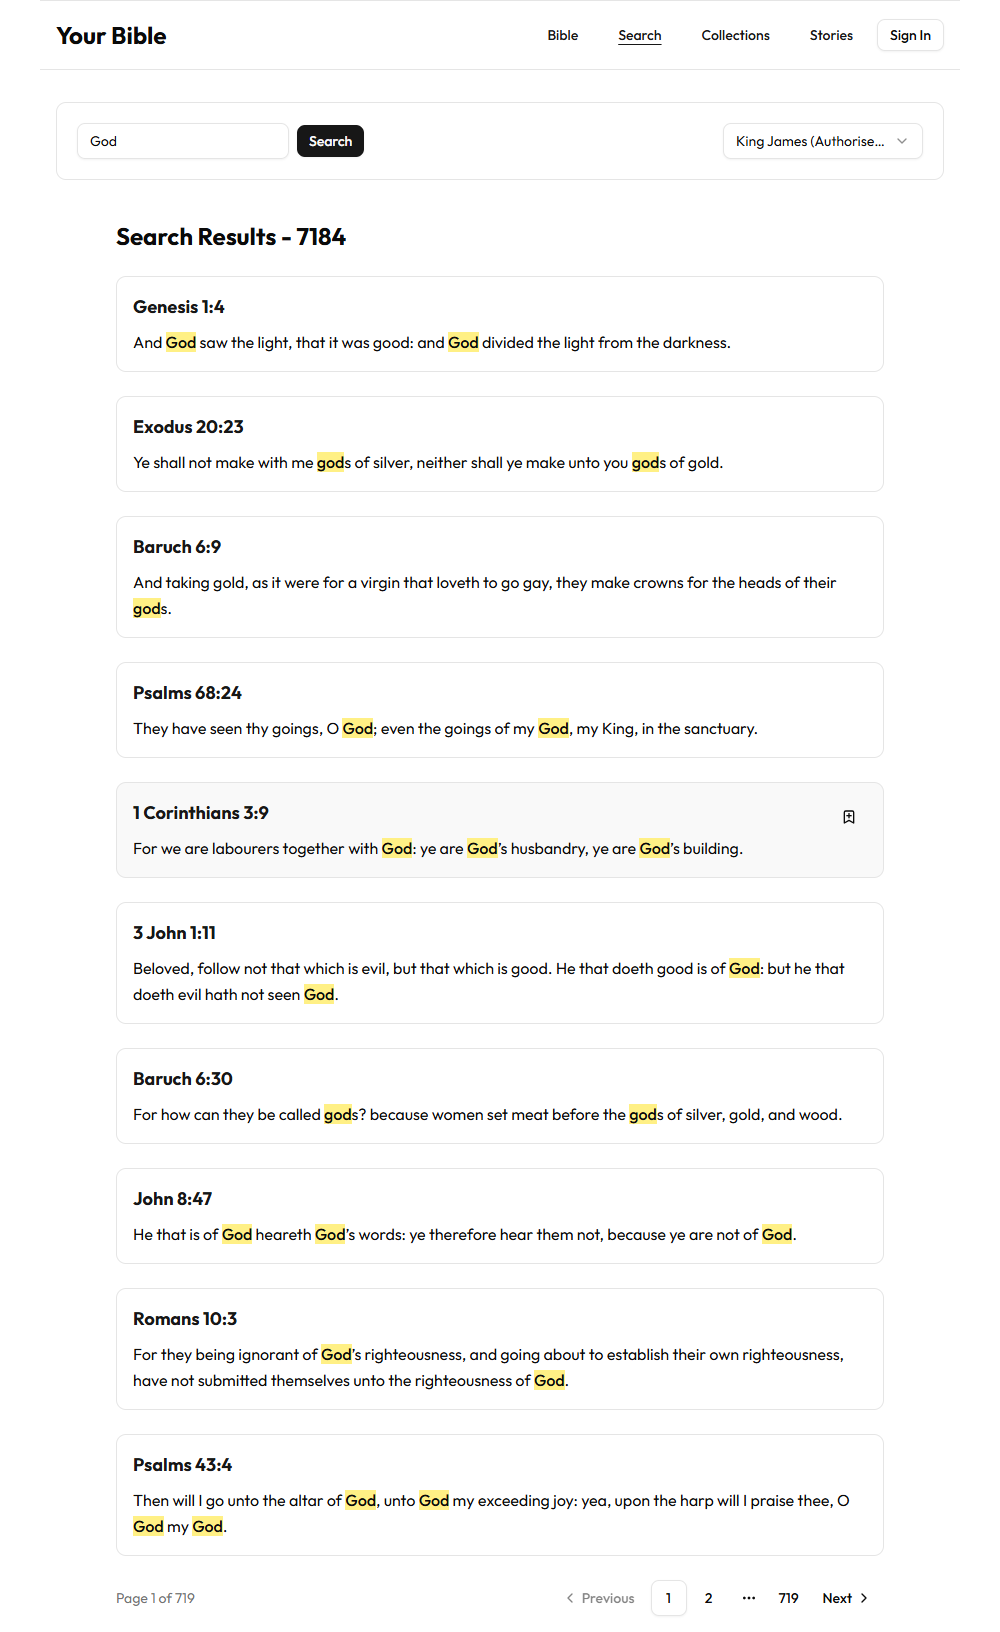 Your Bible
Bible
Search
Collections
Stories
Sign In
God
Search
King James (Authorise...
Search Results - 7184
Genesis 1:4
And God saw the light, that it was good: and God divided the light from the darkness.
Exodus 20:23
Ye shall not make with me gods of silver, neither shall ye make unto you gods of gold.
Baruch 6:9
And taking gold, as it were for a virgin that loveth to go gay, they make crowns for the heads of their
gods.
Psalms 68:24
They have seen thy goings, O God; even the goings of my God, my King, in the sanctuary.
1 Corinthians 3:9
For we are labourers together with God: ye are God’s husbandry, ye are God’s building.
3 John 1:11
Beloved, follow not that which is evil, but that which is good. He that doeth good is of God: but he that
doeth evil hath not seen God.
Baruch 6:30
For how can they be called gods? because women set meat before the gods of silver, gold, and wood.
John 8:47
He that is of God heareth God’s words: ye therefore hear them not, because ye are not of God.
Romans 10:3
For they being ignorant of God’s righteousness, and going about to establish their own righteousness,
have not submitted themselves unto the righteousness of God.
Psalms 43:4
Then will I go unto the altar of God, unto God my exceeding joy: yea, upon the harp will I praise thee, O
God my God.
Page 1 of 719
Previous
1
2
•••
719
Next